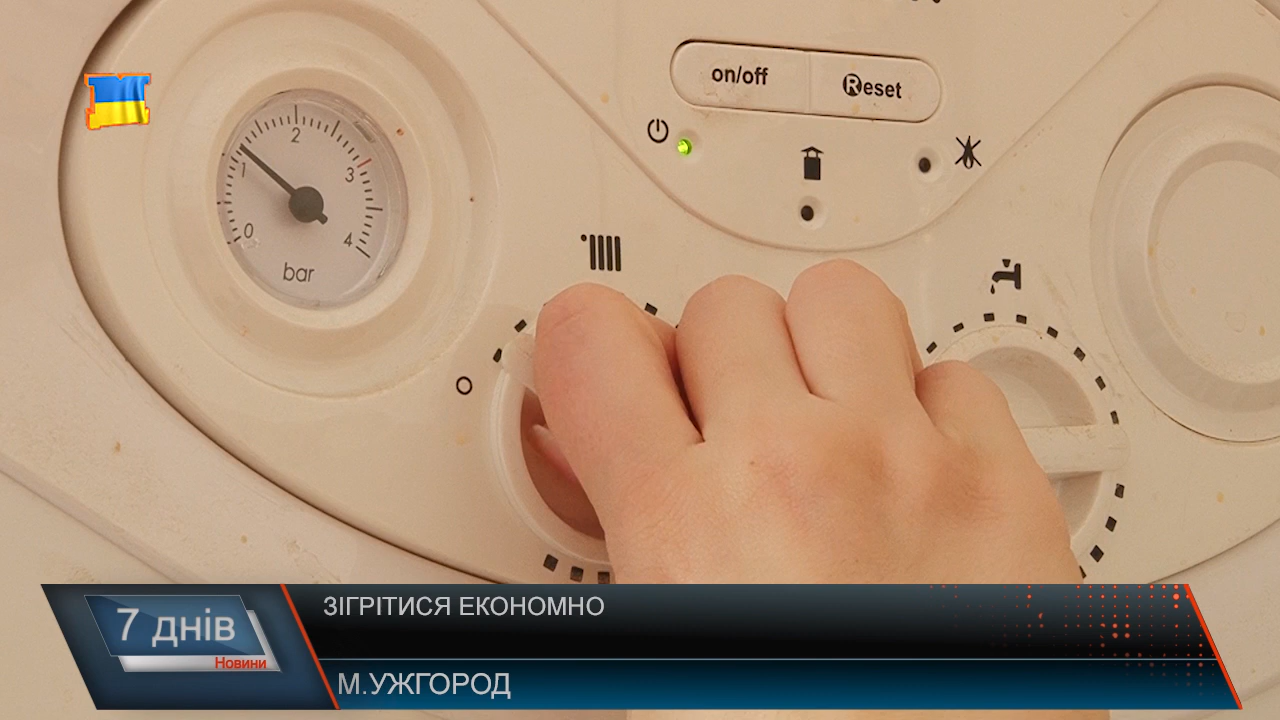 on/off Reset
2
1
3
0
4
bar
7 днів
Новини
ЗІГРІТИСЯ ЕКОНОМНО
М.УЖГОРОД